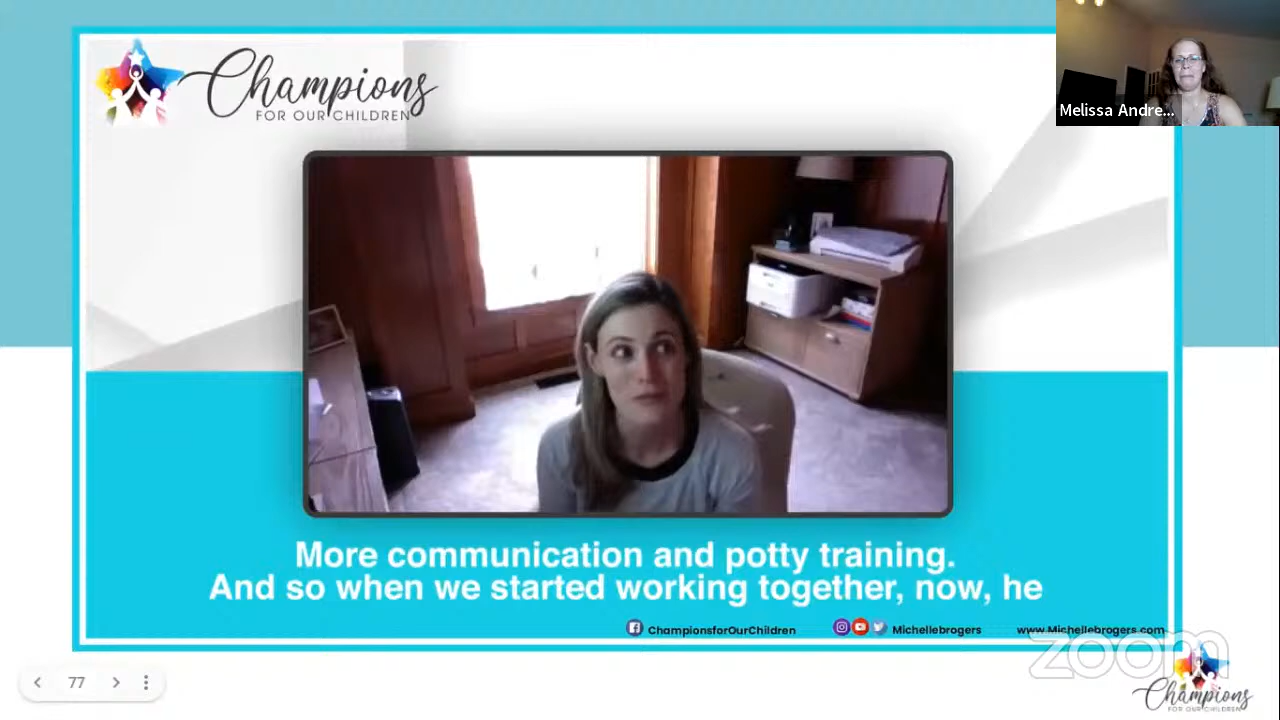 Champions
FOR OUR CHILDREN
Melissa Andre...
More communication and potty training.
And so when we started working together, now, he
ChampionsforOurChildren
Michellebrogers
www.Michellebrogers.com
zoom
77
Champions
FOR OUR CHILDREN